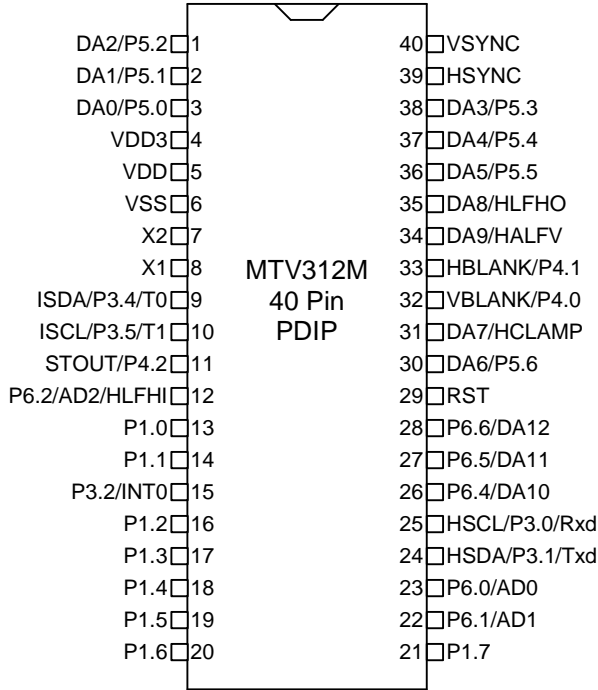 DA2/P5.2 1 40 VSYNC
DA1/P5.1 2 39 HSYNC
DA0/P5.0 3 38 DA3/P5.3
VDD3 4 37 DA4/P5.4
VDD 5 36 DA5/P5.5
VSS 6 35 DA8/HLFHO
X2 7 34 DA9/HALFV
X1 8 MTV312M 33 HBLANK/P4.1
ISDA/P3.4/T0 9 40 Pin 32 VBLANK/P4.0
ISCL/P3.5/T1 10 PDIP 31 DA7/HCLAMP
STOUT/P4.2 11 30 DA6/P5.6
P6.2/AD2/HLFHI 12 29 RST
P1.0 13 28 P6.6/DA12
P1.1 14 27 P6.5/DA11
P3.2/INT0 15 26 P6.4/DA10
P1.2 16 25 HSCL/P3.0/Rxd
P1.3 17 24 HSDA/P3.1/Txd
P1.4 18 23 P6.0/AD0
P1.5 19 22 P6.1/AD1
P1.6 20 21 P1.7